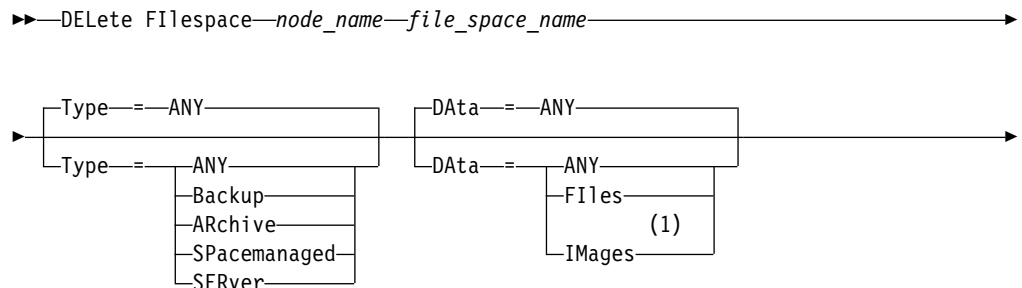 DELete FIlespace node_name file_space_name
Type = ANY DAta = ANY
Type = ANY DAta = ANY
Backup FIles
ARchive (1)
SPacemanaged IMages
SERver